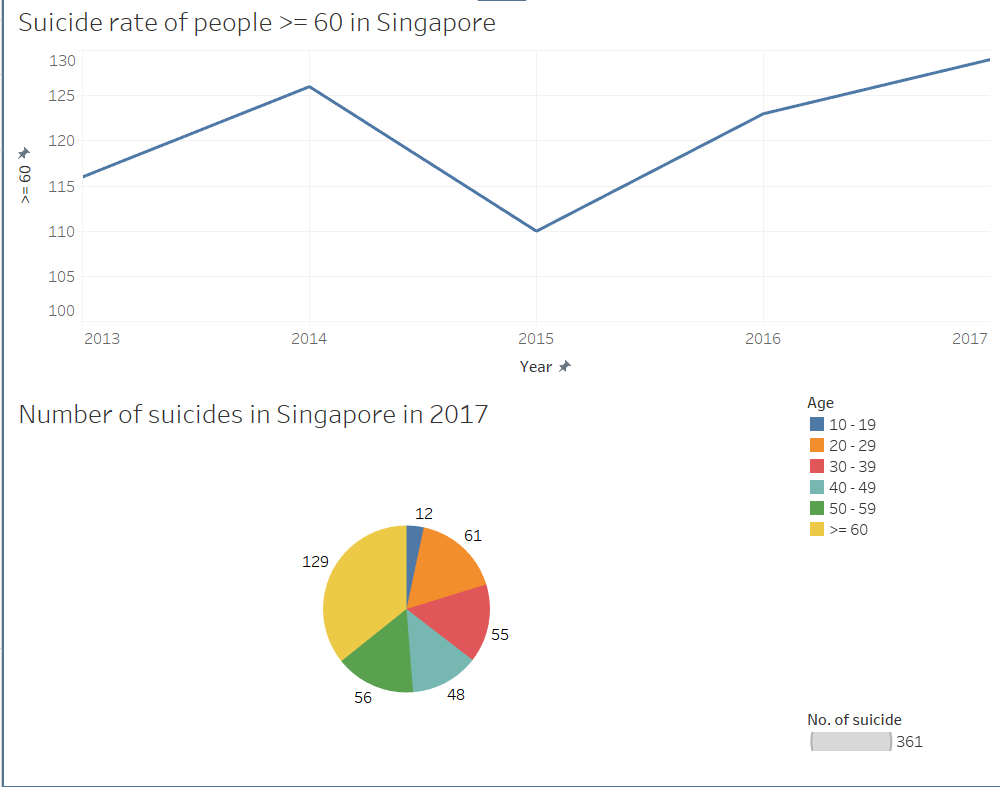 Suicide rate of people >= 60 in Singapore
130
125
120
115
110
105
100
>= 60
2013 2014 2015 2016 2017
Year
Number of suicides in Singapore in 2017
12
61
129
55
48
56
Age
10 - 19
20 - 29
30 - 39
40 - 49
50 - 59
>= 60
No. of suicide
361